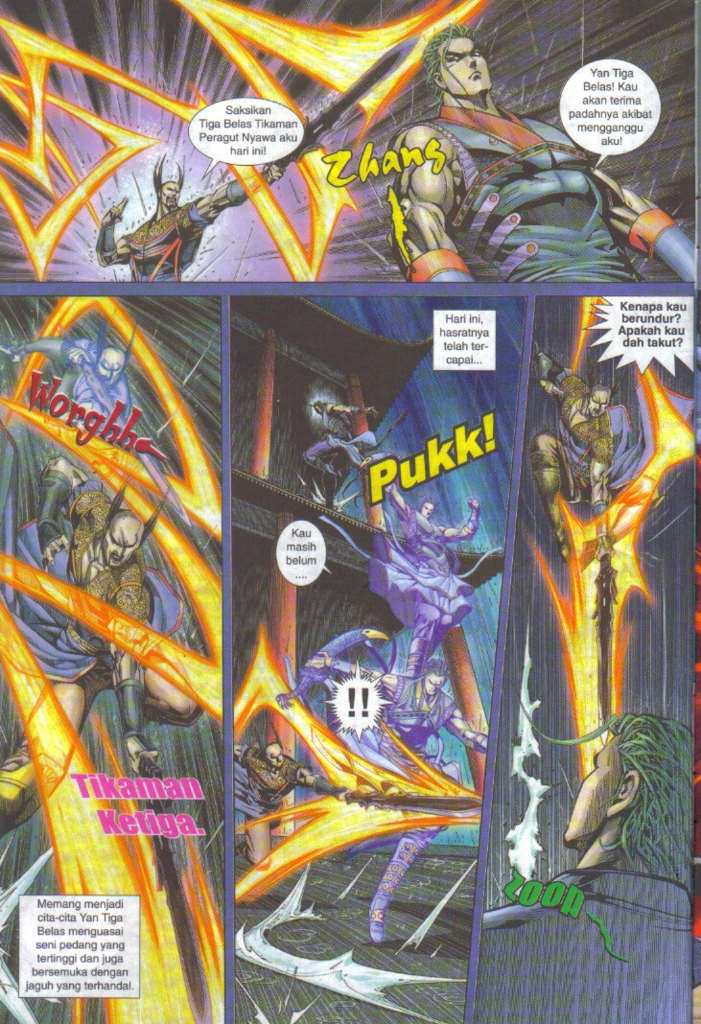 Saksikan
Tiga Belas Tikaman
Peragut Nyawa aku
hari ini!
Zhang
Yan Tiga
Belas! Kau
akan terima
padahnya akibat
mengganggu
aku!
Worghh
Tikaman
Ketiga.
Memang menjadi
cita-cita Yan Tiga
Belas menguasai
seni pedang yang
tertinggi dan juga
bersemuka dengan
jaguh yang terhandal.
Hari ini,
hasratnya
telah ter-
capai...
Pukk!
Kau
masih
belum
....
!!
Kenapa kau
berundur?
Apakah kau
dah takut?
ZOOP